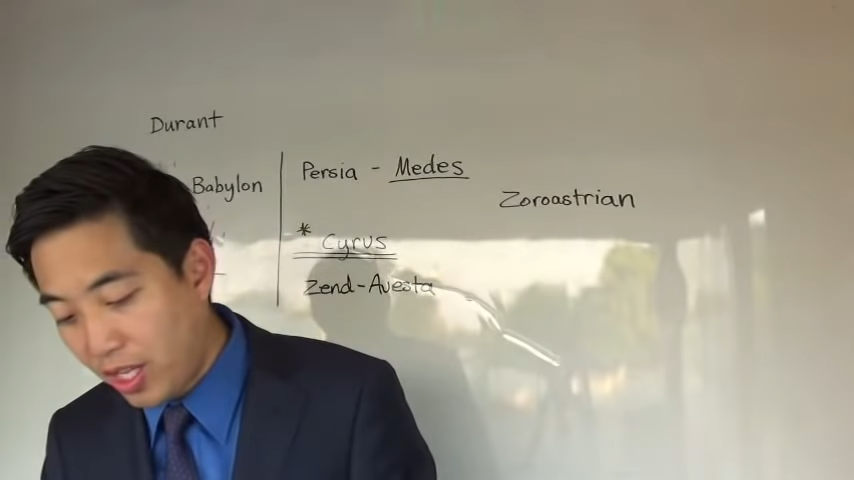 Durant
Babylon
Persia - Medes
Zoroastrian
* Cyrus
Zend-Avesta